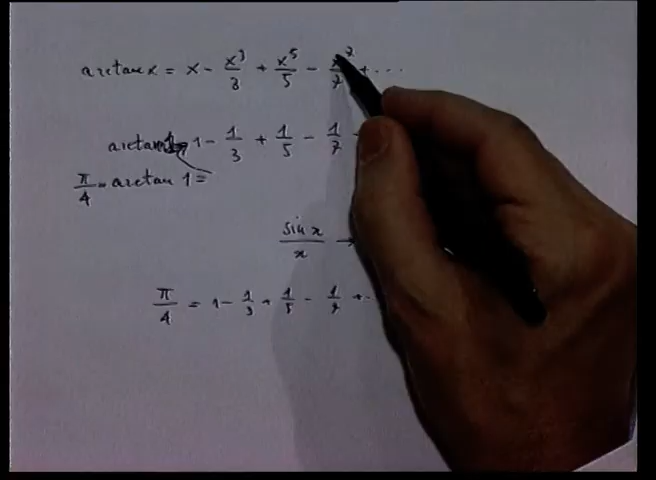 arctan x = x - x³/3 + x⁵/5 - x⁷/7 + ...
arctan 1 = 1 - 1/3 + 1/5 - 1/7
π/4 = arctan 1 =
sin x / x →
π/4 = 1 - 1/3 + 1/5 - 1/7 + ..